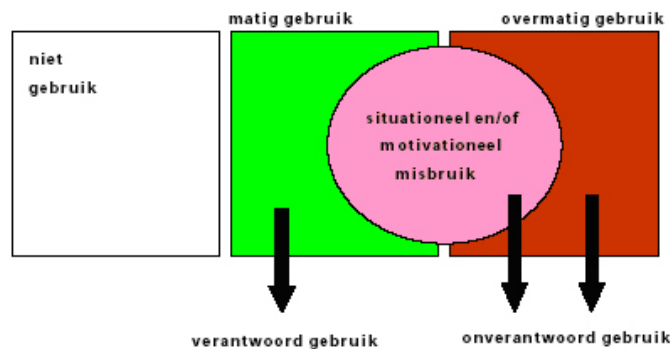 matig gebruik
overmatig gebruik
niet
gebruik
situationeel en/of
motivationeel
misbruik
verantwoord gebruik
onverantwoord gebruik